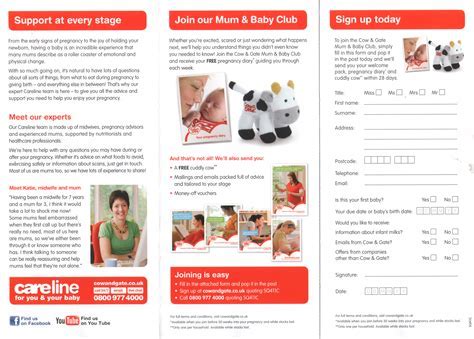 Support at every stage
From the early signs of pregnancy to the joy of holding your
newborn, having a baby is an incredible experience that
many mums describe as a roller coaster of emotional and
physical change.
With so much going on, it's natural to have lots of questions
about all sorts of things, from what to eat during pregnancy to
giving birth – and everything else in between! That's why our
expert Careline team is here – to give you all the advice and
support you need to help you enjoy your pregnancy.
Meet our experts
Our Careline team is made up of midwives, pregnancy advisors
and experienced mums, supported by nutritionists and
healthcare professionals.
We're here to help with any questions you may have during or
after pregnancy. Whether it's advice on what foods to avoid,
exercising safely or information about scans, just get in touch.
Most of us are mums too, so we have lots of experience to share!
Meet Katie, midwife and mum
"Having been a midwife for 7 years
and a mum for 3, I think it would
take a lot to shock me now!
Some mums feel embarrassed
when they first call up but there's
really no need, most of us here
are mums, so we've either been
through it or know someone who
has. I think talking to someone
can be really reassuring and help
mums feel that they're not alone."
careline
for you & your baby
cowandgate.co.uk
0800 977 4000
Find us
on Facebook
You Tube
Find us
on You Tube
Join our Mum & Baby Club
Whether you're excited, scared or just wondering what happens
next, we'll help you understand things you didn't even know
you needed to know! Join the Cow & Gate Mum & Baby Club
and receive your FREE pregnancy diary* guiding you through
each week.
Your pregnancy diary
And that's not all! We'll also send you:
• A FREE cuddly cow**
• Mailings and emails packed full of advice
and tailored to your stage
• Money-off vouchers
Joining is easy
• Fill in the attached form and pop it in the post
• Sign up at cowandgate.co.uk quoting SG41C
• Call 0800 977 4000 quoting SG41C
For full terms and conditions, visit cowandgate.co.uk
*Available when you join before 30 weeks into your pregnancy and while stocks last.
**Only one per household. Available while stocks last.
Sign up today
To join the Cow & Gate
Mum & Baby Club, simply
fill in this form and pop it
in the post today and we'll
send you your welcome
pack, pregnancy diary* and
cuddly cow** within 28 days
Title: Miss Ms Mrs
First name:
Surname:
Address:
Postcode:
Telephone:
Email:
Is this your first baby? Yes No
Your due date or baby's birth date:
Would you like to receive:
Information about infant milks? Yes No
Emails from Cow & Gate? Yes No
Offers from companies
other than Cow & Gate? Yes No
Signature:
Date:
For full terms and conditions, visit cowandgate.co.uk
*Available when you join before 30 weeks into your pregnancy and while stocks last.
**Only one per household. Available while stocks last.